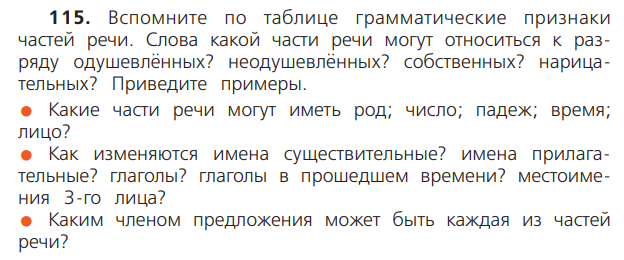 115. Вспомните по таблице грамматические признаки
частей речи. Слова какой части речи могут относиться к раз-
ряду одушевлённых? неодушевлённых? собственных? нарица-
тельных? Приведите примеры.
● Какие части речи могут иметь род; число; падеж; время;
лицо?
● Как изменяются имена существительные? имена прилага-
тельные? глаголы? глаголы в прошедшем времени? местоиме-
ния 3-го лица?
● Каким членом предложения может быть каждая из частей
речи?